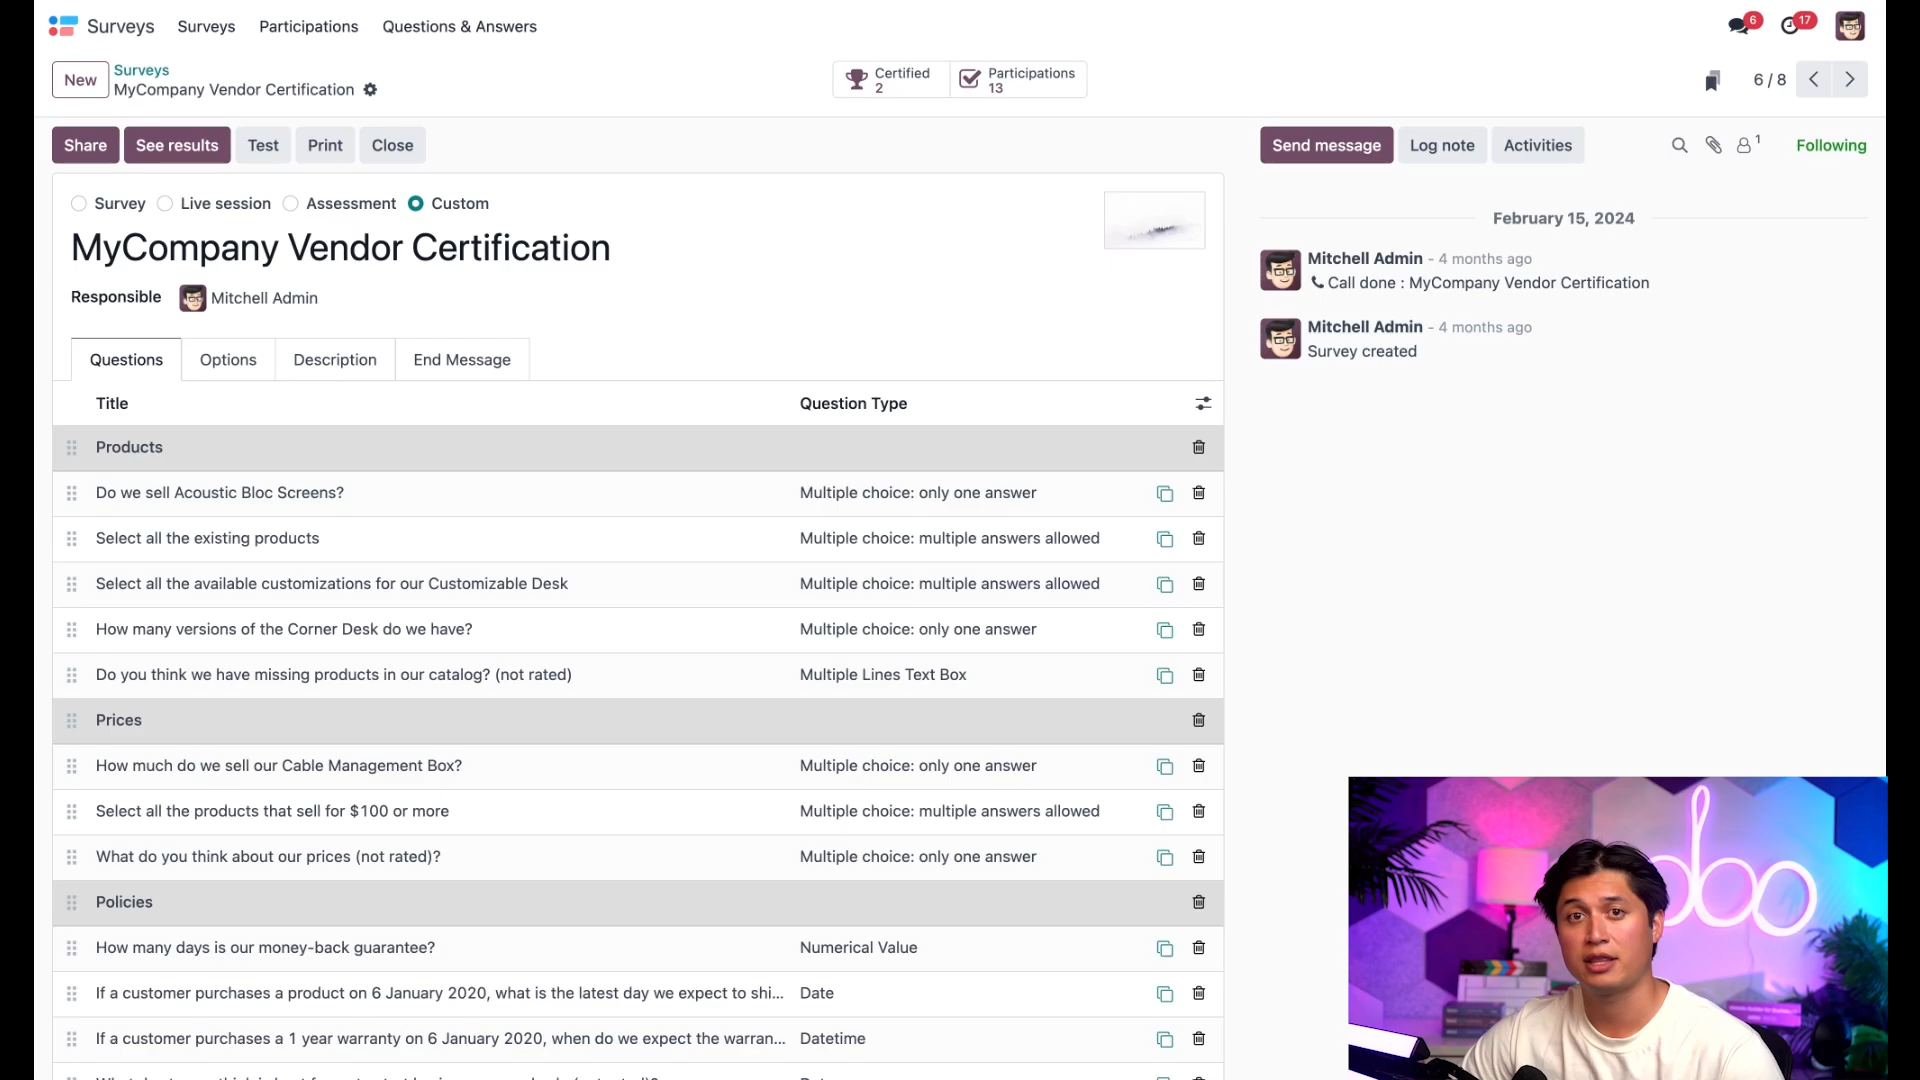 Surveys Surveys Participations Questions & Answers 6 17
New Surveys
MyCompany Vendor Certification
Certified
2
Participations
13
6 / 8
Share See results Test Print Close
Send message Log note Activities 1 Following
Survey Live session Assessment Custom
MyCompany Vendor Certification
Responsible Mitchell Admin
Questions Options Description End Message
Title Question Type
Products
Do we sell Acoustic Bloc Screens? Multiple choice: only one answer
Select all the existing products Multiple choice: multiple answers allowed
Select all the available customizations for our Customizable Desk Multiple choice: multiple answers allowed
How many versions of the Corner Desk do we have? Multiple choice: only one answer
Do you think we have missing products in our catalog? (not rated) Multiple Lines Text Box
Prices
How much do we sell our Cable Management Box? Multiple choice: only one answer
Select all the products that sell for $100 or more Multiple choice: multiple answers allowed
What do you think about our prices (not rated)? Multiple choice: only one answer
Policies
How many days is our money-back guarantee? Numerical Value
If a customer purchases a product on 6 January 2020, what is the latest day we expect to shi... Date
If a customer purchases a 1 year warranty on 6 January 2020, when do we expect the warran... Datetime
February 15, 2024
Mitchell Admin - 4 months ago
Call done : MyCompany Vendor Certification
Mitchell Admin - 4 months ago
Survey created